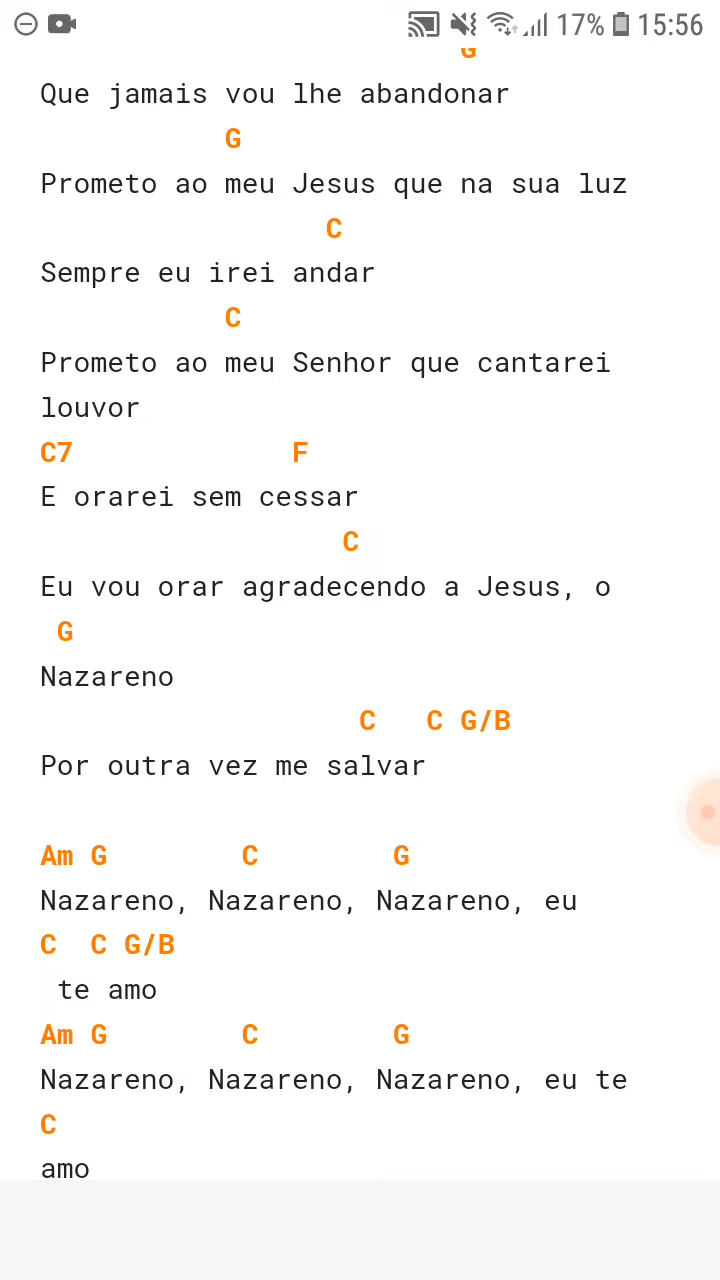 17% 15:56
G
Que jamais vou lhe abandonar
G
Prometo ao meu Jesus que na sua luz
C
Sempre eu irei andar
C
Prometo ao meu Senhor que cantarei
louvor
C7 F
E orarei sem cessar
C
Eu vou orar agradecendo a Jesus, o
G
Nazareno
C C G/B
Por outra vez me salvar
Am G C G
Nazareno, Nazareno, Nazareno, eu
C C G/B
te amo
Am G C G
Nazareno, Nazareno, Nazareno, eu te
C
amo